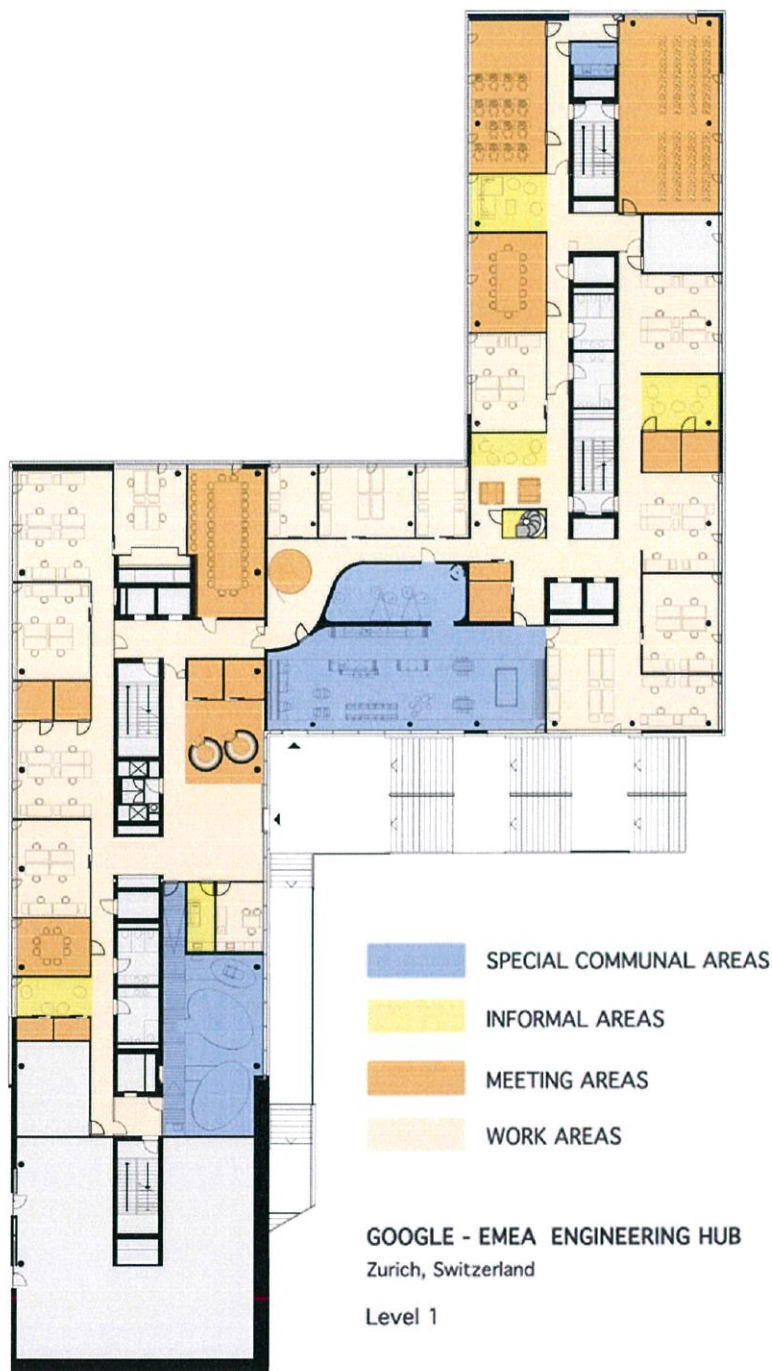 SPECIAL COMMUNAL AREAS
INFORMAL AREAS
MEETING AREAS
WORK AREAS
GOOGLE - EMEA ENGINEERING HUB
Zurich, Switzerland
Level 1